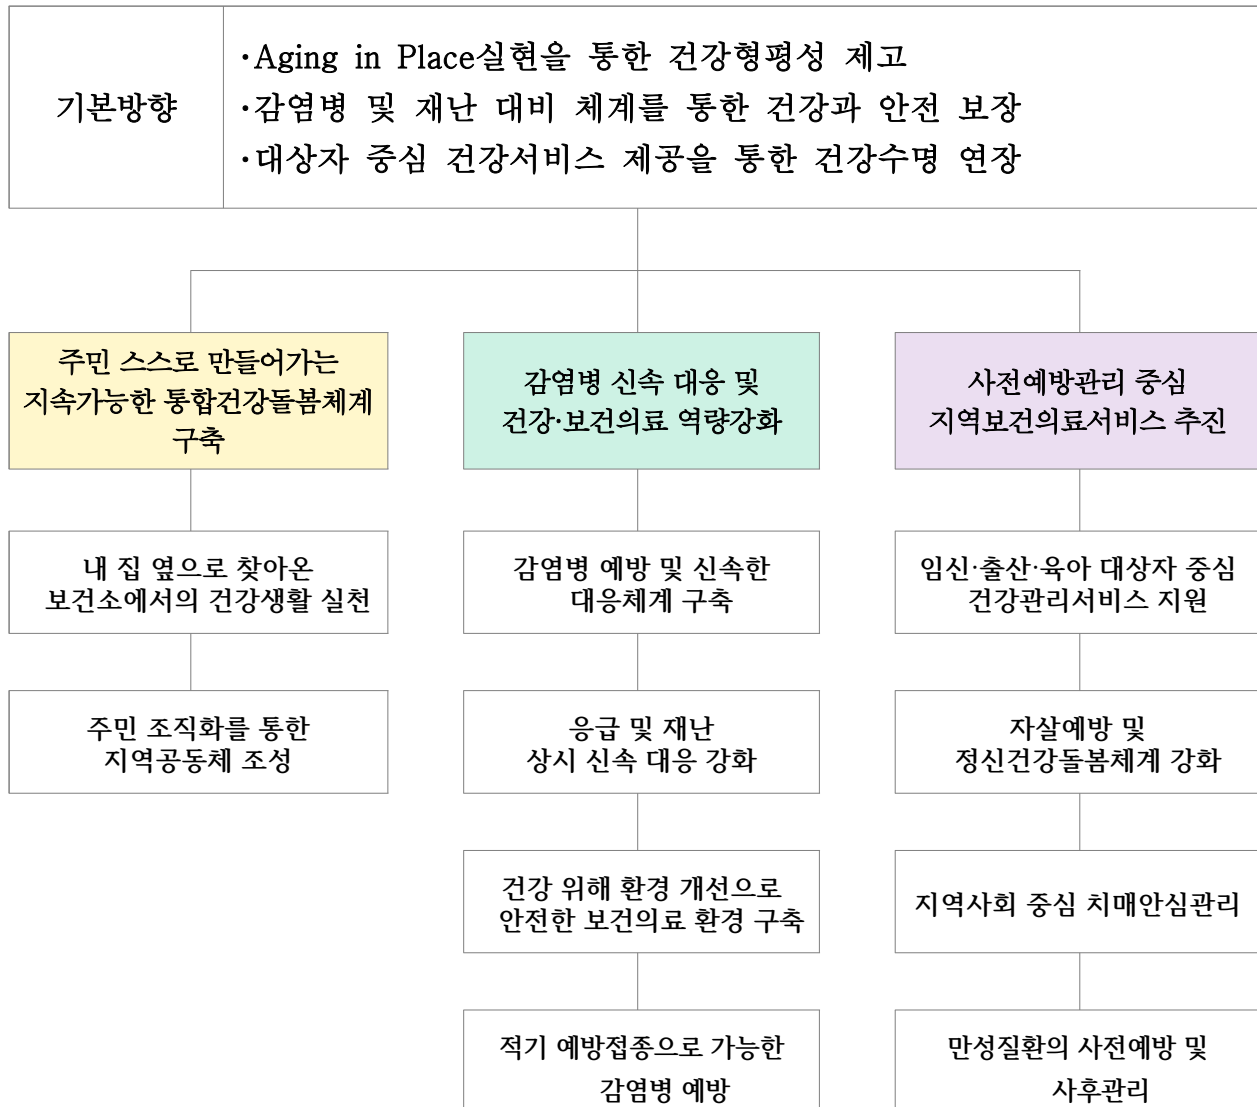 기본방향
·Aging in Place실현을 통한 건강형평성 제고
·감염병 및 재난 대비 체계를 통한 건강과 안전 보장
·대상자 중심 건강서비스 제공을 통한 건강수명 연장
주민 스스로 만들어가는
지속가능한 통합건강돌봄체계
구축
내 집 옆으로 찾아온
보건소에서의 건강생활 실천
주민 조직화를 통한
지역공동체 조성
감염병 신속 대응 및
건강·보건의료 역량강화
감염병 예방 및 신속한
대응체계 구축
응급 및 재난
상시 신속 대응 강화
건강 위해 환경 개선으로
안전한 보건의료 환경 구축
적기 예방접종으로 가능한
감염병 예방
사전예방관리 중심
지역보건의료서비스 추진
임신·출산·육아 대상자 중심
건강관리서비스 지원
자살예방 및
정신건강돌봄체계 강화
지역사회 중심 치매안심관리
만성질환의 사전예방 및
사후관리